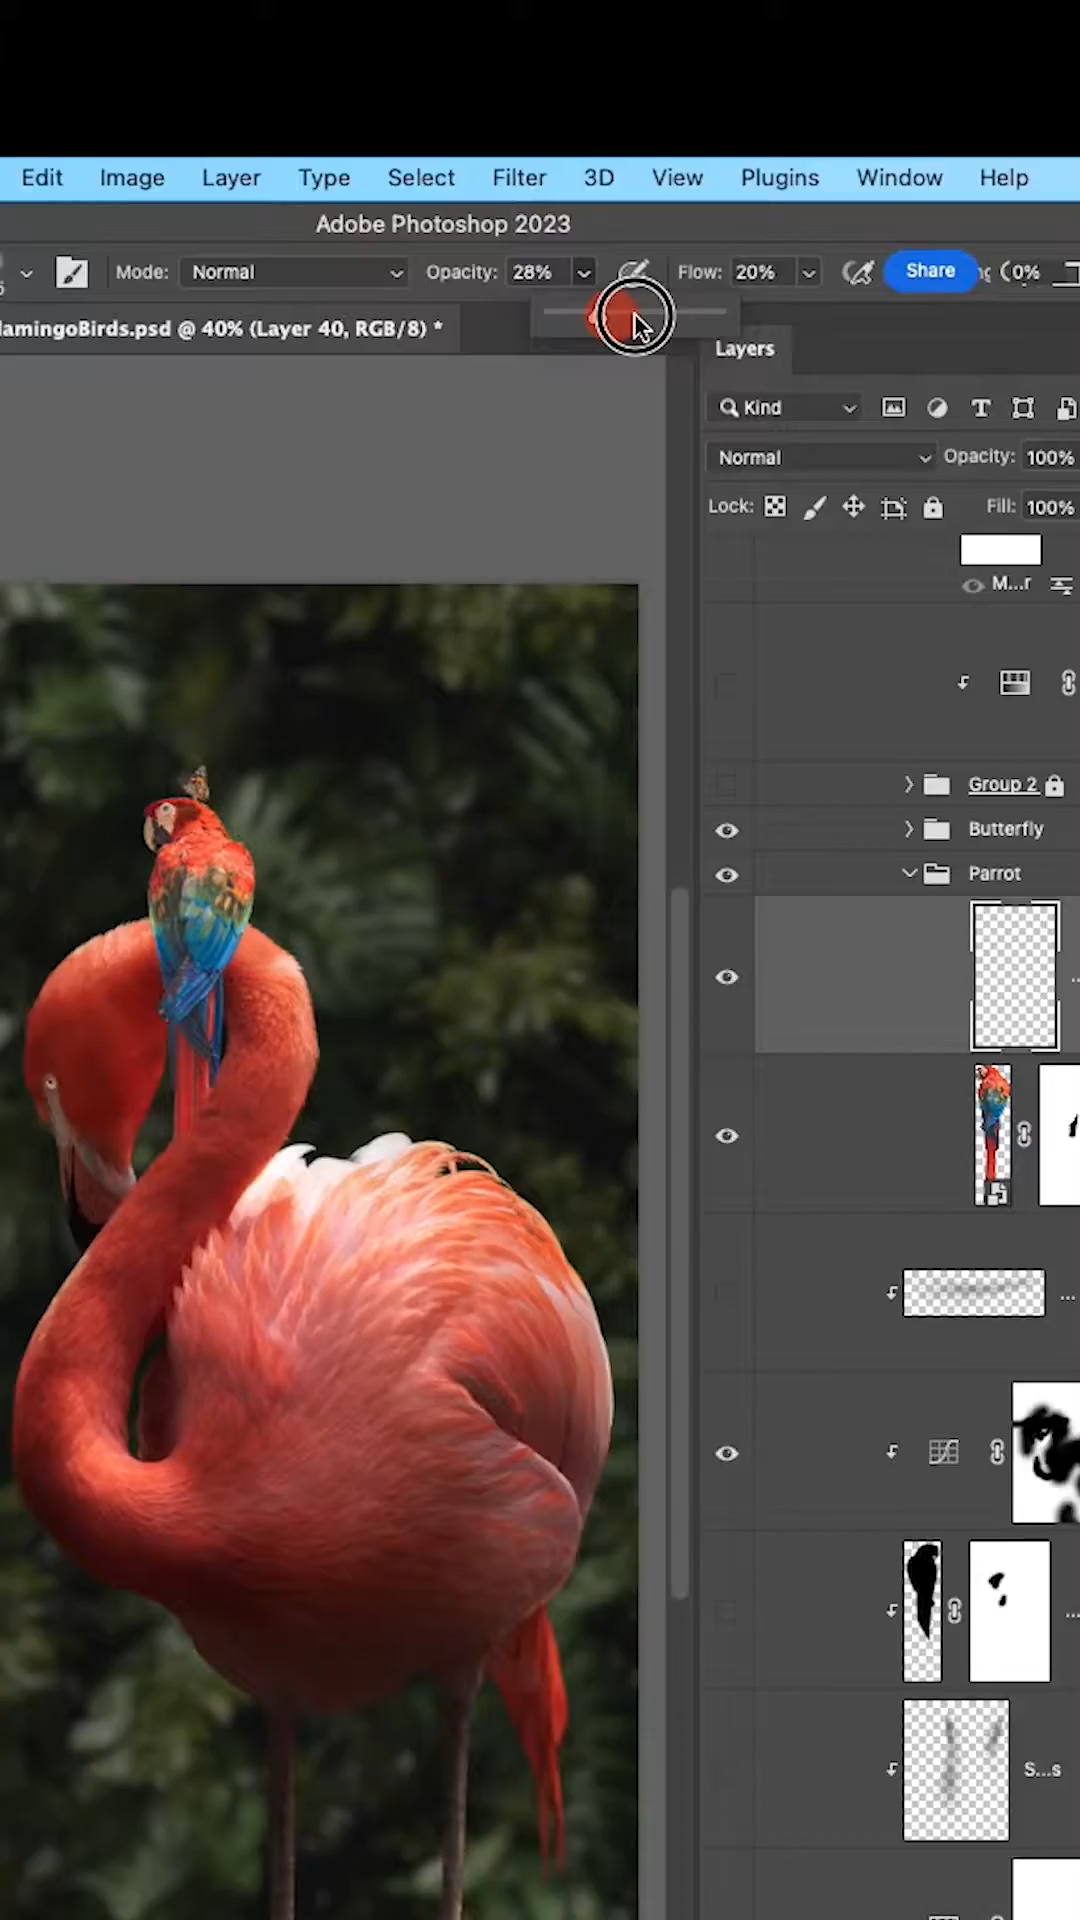 Edit Image Layer Type Select Filter 3D View Plugins Window Help
Adobe Photoshop 2023
Mode: Normal Opacity: 28% Flow: 20% Share 0%
lamingoBirds.psd @ 40% (Layer 40, RGB/8) *
Layers
Kind
Normal Opacity: 100%
Lock: Fill: 100%
M...r
Group 2
Butterfly
Parrot
...
...
...
S...s